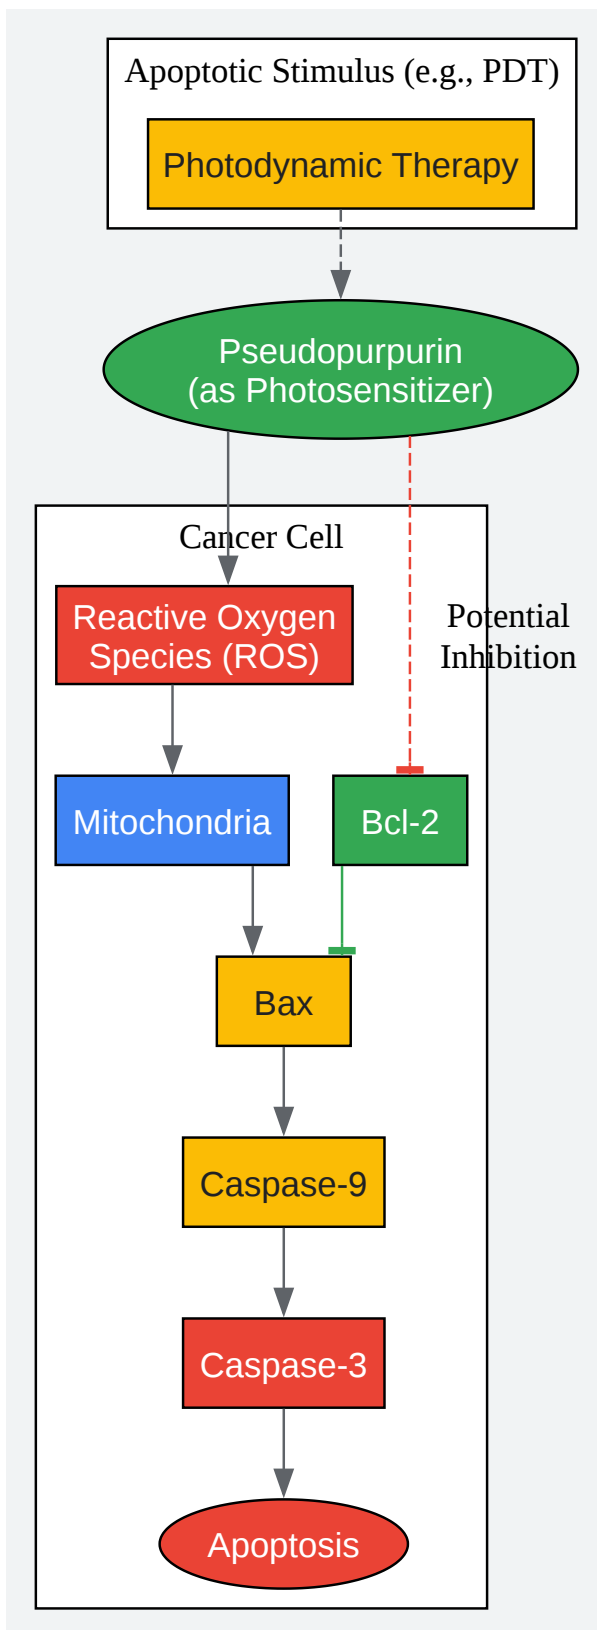 Apoptotic Stimulus (e.g., PDT)
Photodynamic Therapy
Pseudopurpurin
(as Photosensitizer)
Cancer Cell
Reactive Oxygen
Species (ROS)
Potential
Inhibition
Mitochondria
Bcl-2
Bax
Caspase-9
Caspase-3
Apoptosis